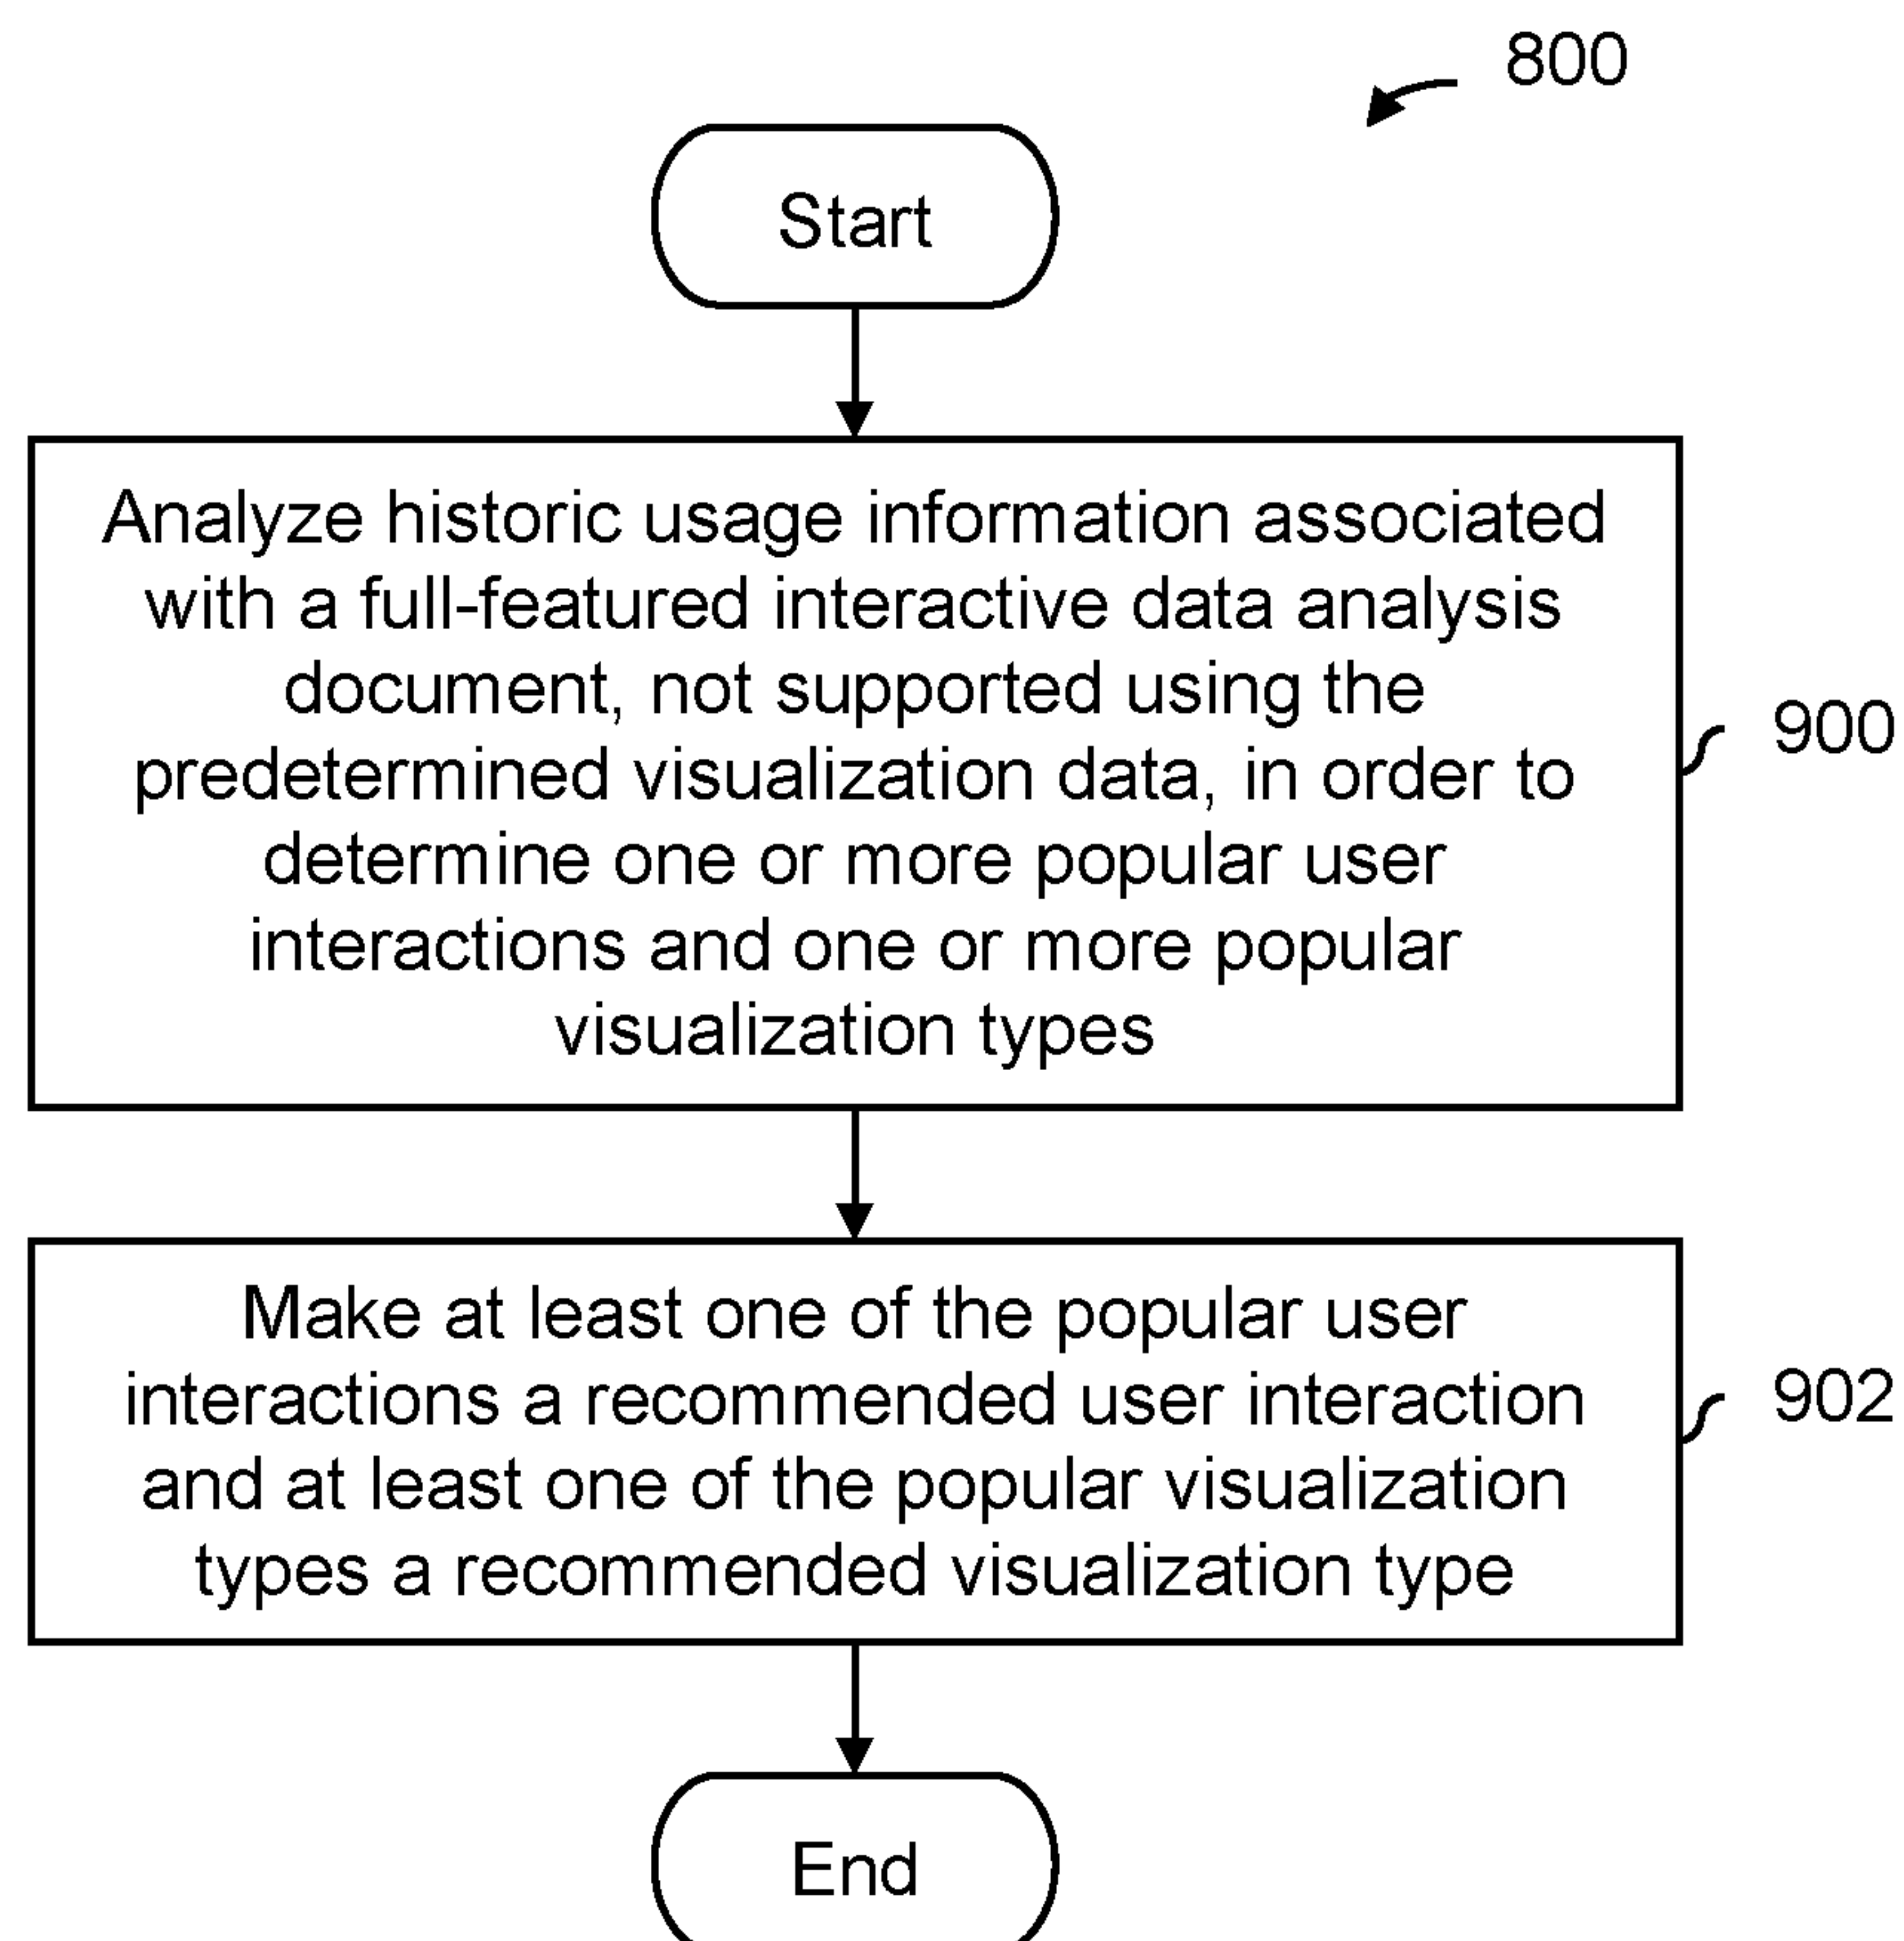 800
Start
Analyze historic usage information associated
with a full-featured interactive data analysis
document, not supported using the
predetermined visualization data, in order to
determine one or more popular user
interactions and one or more popular
visualization types
900
Make at least one of the popular user
interactions a recommended user interaction
and at least one of the popular visualization
types a recommended visualization type
902
End